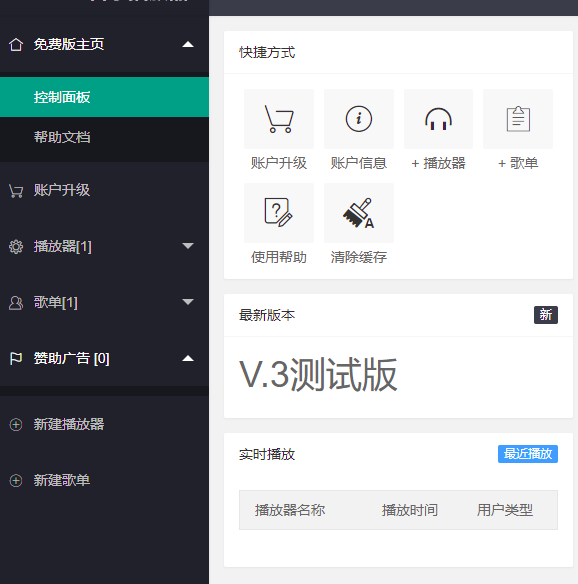 免费版主页
控制面板
帮助文档
账户升级
播放器[1]
歌单[1]
赞助广告 [0]
新建播放器
新建歌单
快捷方式
账户升级
账户信息
+ 播放器
+ 歌单
使用帮助
清除缓存
最新版本
新
V.3测试版
实时播放
最近播放
播放器名称 播放时间 用户类型